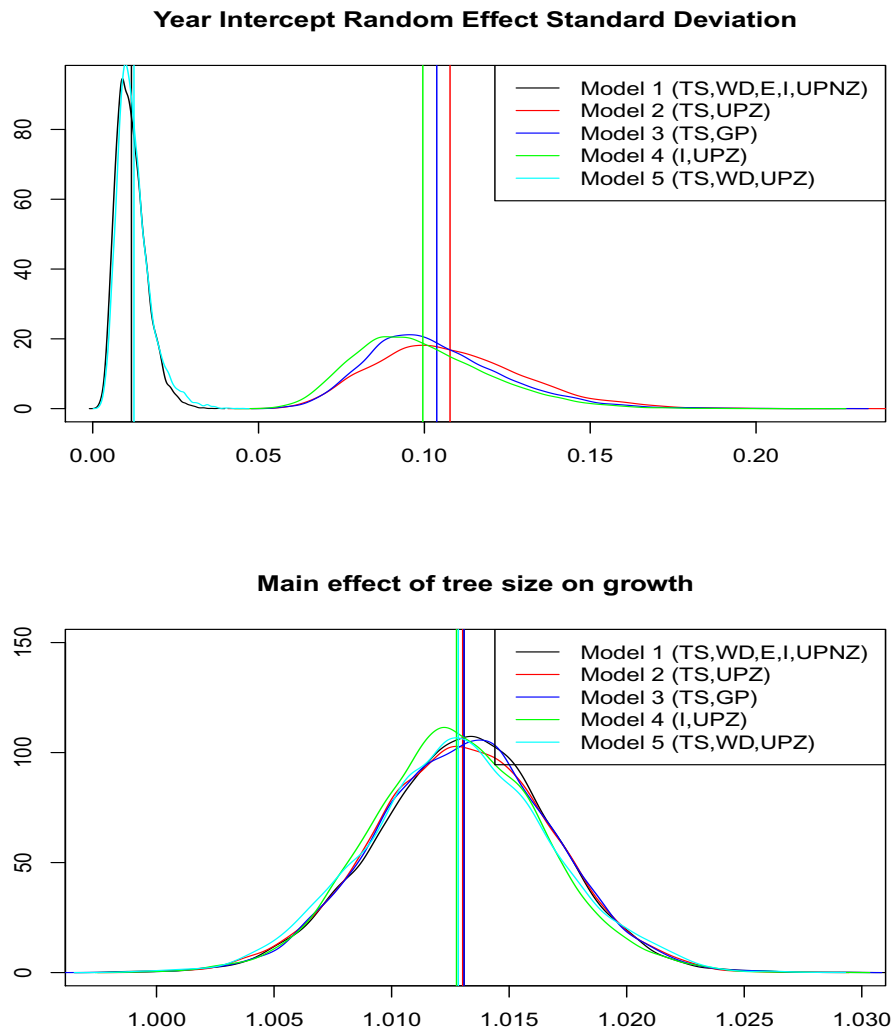 Year Intercept Random Effect Standard Deviation
Model 1 (TS,WD,E,I,UPNZ)
Model 2 (TS,UPZ)
Model 3 (TS,GP)
Model 4 (I,UPZ)
Model 5 (TS,WD,UPZ)
80
60
40
20
0
0.00 0.05 0.10 0.15 0.20
Main effect of tree size on growth
Model 1 (TS,WD,E,I,UPNZ)
Model 2 (TS,UPZ)
Model 3 (TS,GP)
Model 4 (I,UPZ)
Model 5 (TS,WD,UPZ)
150
100
50
0
1.000 1.005 1.010 1.015 1.020 1.025 1.030